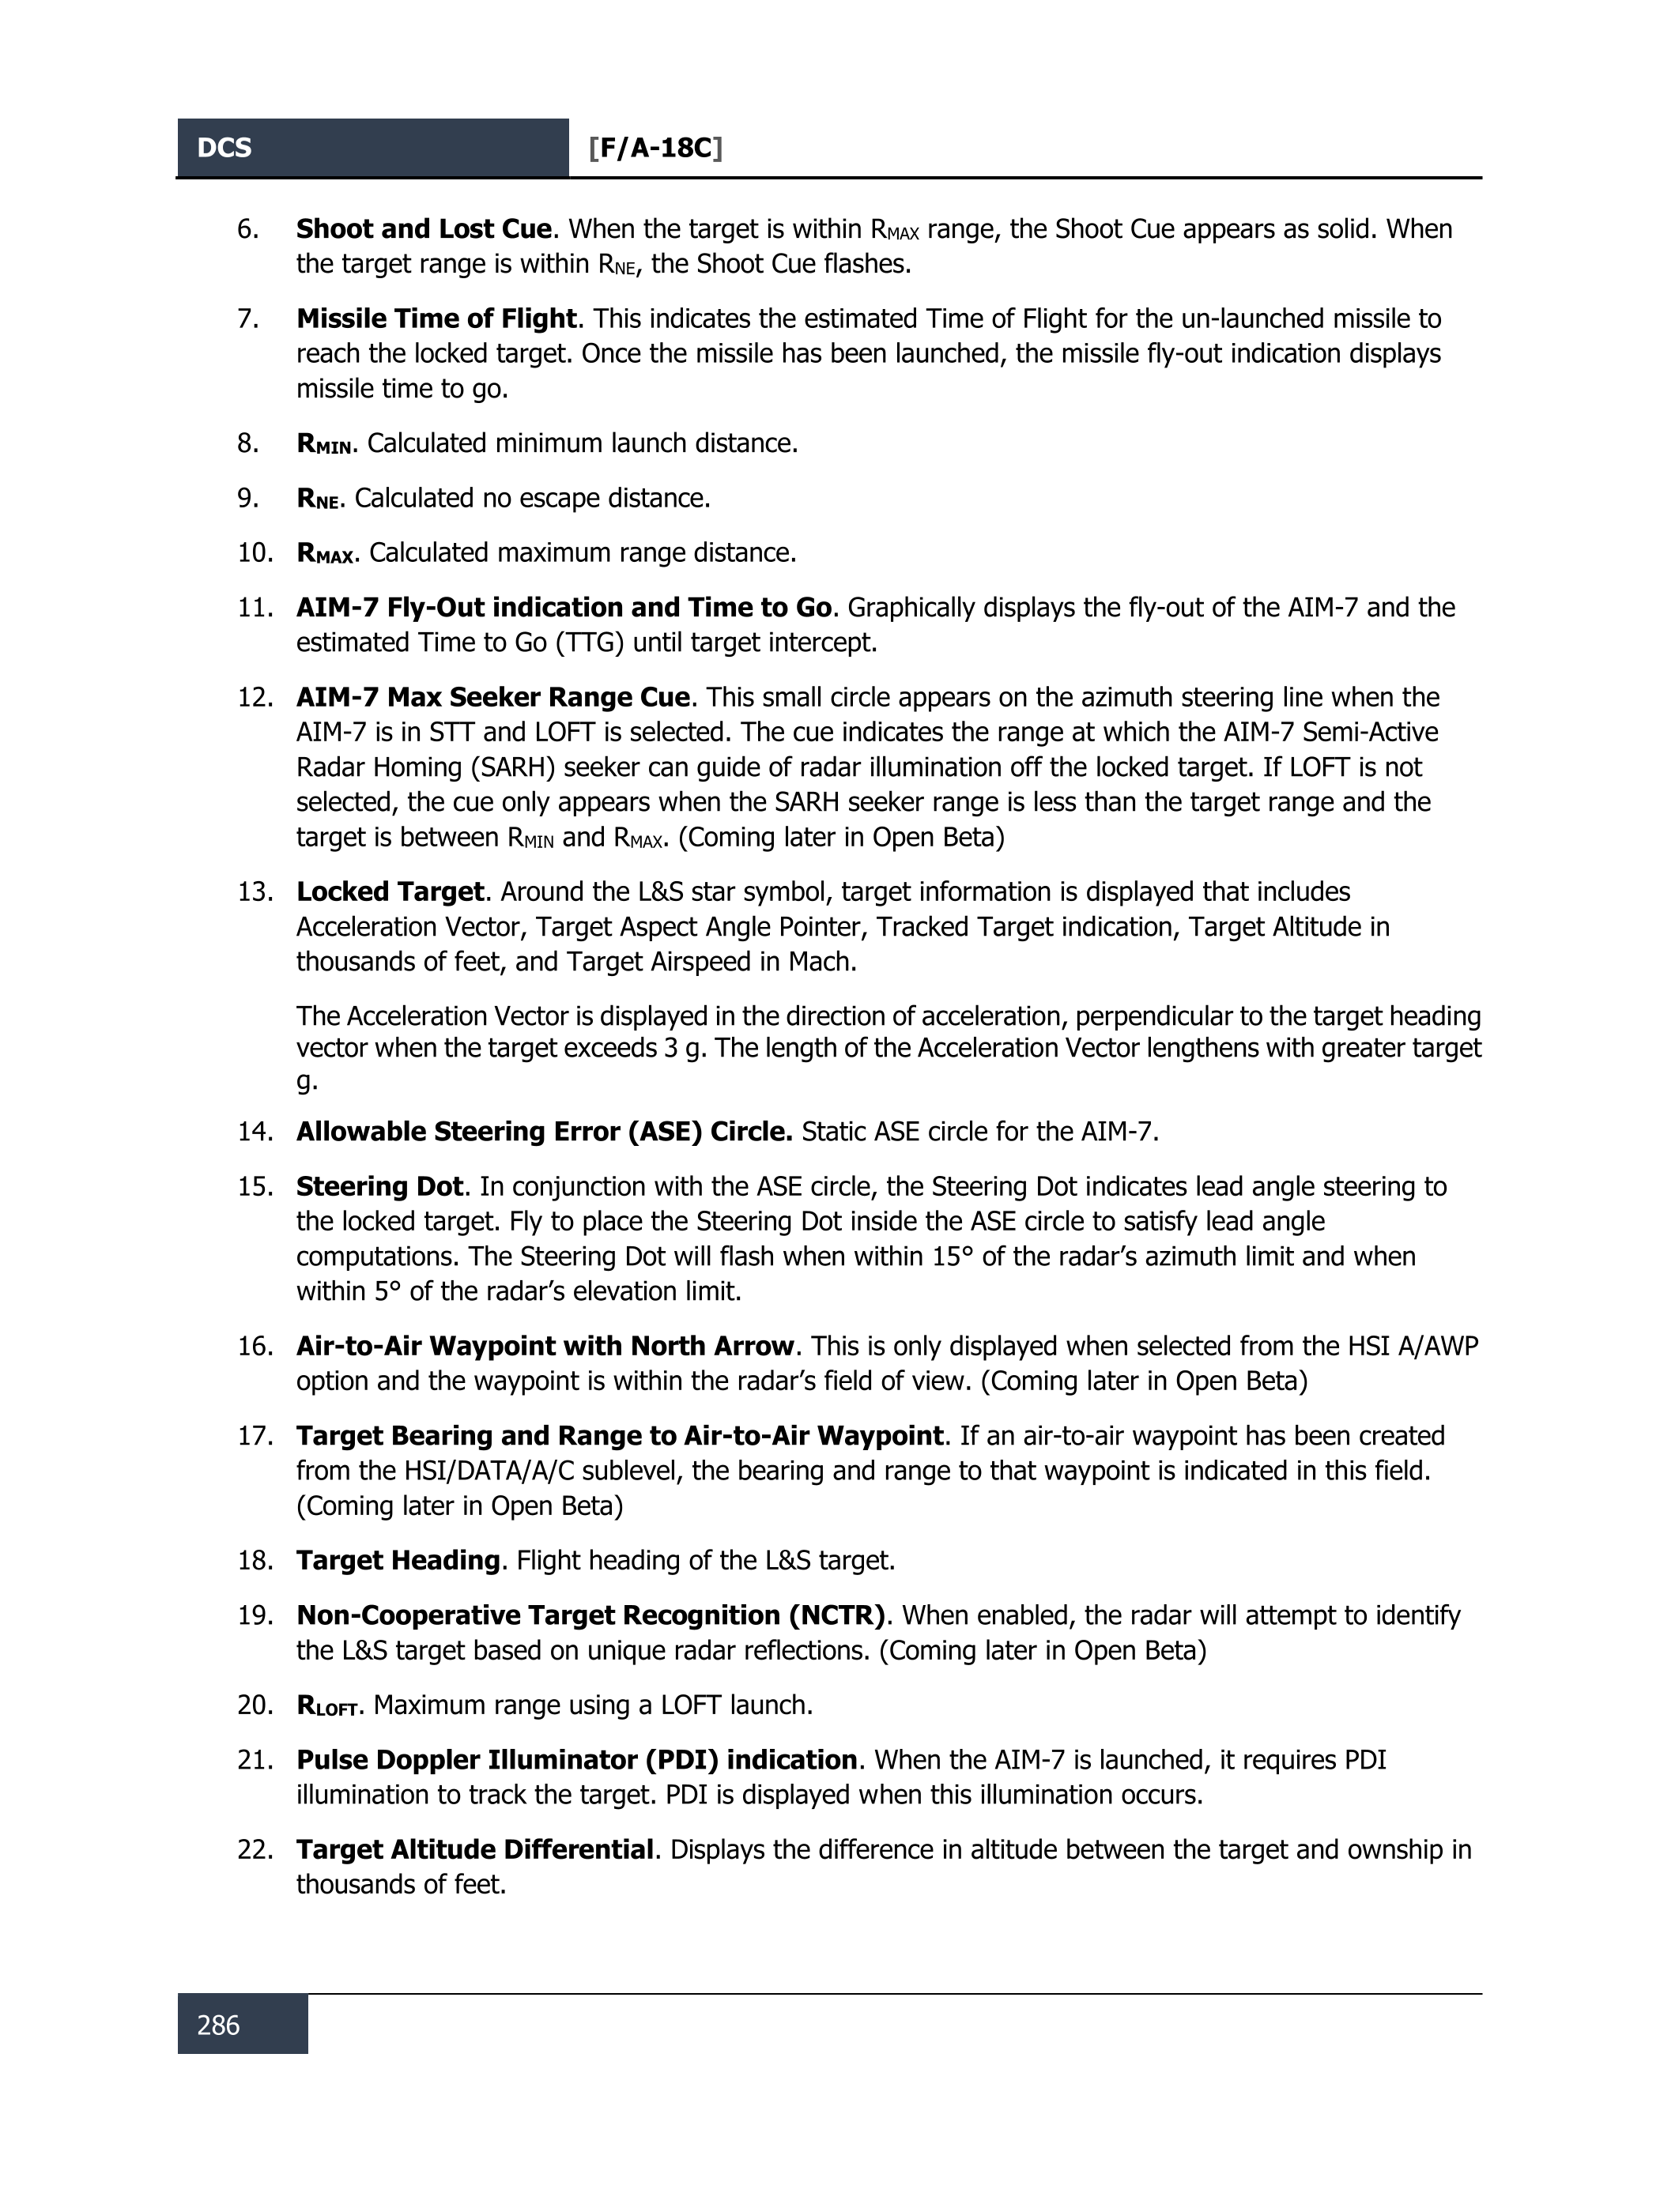 DCS [F/A-18C]
6. Shoot and Lost Cue. When the target is within RMAX range, the Shoot Cue appears as solid. When
the target range is within RNE, the Shoot Cue flashes.
7. Missile Time of Flight. This indicates the estimated Time of Flight for the un-launched missile to
reach the locked target. Once the missile has been launched, the missile fly-out indication displays
missile time to go.
8. RMIN. Calculated minimum launch distance.
9. RNE. Calculated no escape distance.
10. RMAX. Calculated maximum range distance.
11. AIM-7 Fly-Out indication and Time to Go. Graphically displays the fly-out of the AIM-7 and the
estimated Time to Go (TTG) until target intercept.
12. AIM-7 Max Seeker Range Cue. This small circle appears on the azimuth steering line when the
AIM-7 is in STT and LOFT is selected. The cue indicates the range at which the AIM-7 Semi-Active
Radar Homing (SARH) seeker can guide of radar illumination off the locked target. If LOFT is not
selected, the cue only appears when the SARH seeker range is less than the target range and the
target is between RMIN and RMAX. (Coming later in Open Beta)
13. Locked Target. Around the L&S star symbol, target information is displayed that includes
Acceleration Vector, Target Aspect Angle Pointer, Tracked Target indication, Target Altitude in
thousands of feet, and Target Airspeed in Mach.
The Acceleration Vector is displayed in the direction of acceleration, perpendicular to the target heading
vector when the target exceeds 3 g. The length of the Acceleration Vector lengthens with greater target
g.
14. Allowable Steering Error (ASE) Circle. Static ASE circle for the AIM-7.
15. Steering Dot. In conjunction with the ASE circle, the Steering Dot indicates lead angle steering to
the locked target. Fly to place the Steering Dot inside the ASE circle to satisfy lead angle
computations. The Steering Dot will flash when within 15° of the radar’s azimuth limit and when
within 5° of the radar’s elevation limit.
16. Air-to-Air Waypoint with North Arrow. This is only displayed when selected from the HSI A/AWP
option and the waypoint is within the radar’s field of view. (Coming later in Open Beta)
17. Target Bearing and Range to Air-to-Air Waypoint. If an air-to-air waypoint has been created
from the HSI/DATA/A/C sublevel, the bearing and range to that waypoint is indicated in this field.
(Coming later in Open Beta)
18. Target Heading. Flight heading of the L&S target.
19. Non-Cooperative Target Recognition (NCTR). When enabled, the radar will attempt to identify
the L&S target based on unique radar reflections. (Coming later in Open Beta)
20. RLOFT. Maximum range using a LOFT launch.
21. Pulse Doppler Illuminator (PDI) indication. When the AIM-7 is launched, it requires PDI
illumination to track the target. PDI is displayed when this illumination occurs.
22. Target Altitude Differential. Displays the difference in altitude between the target and ownship in
thousands of feet.
286